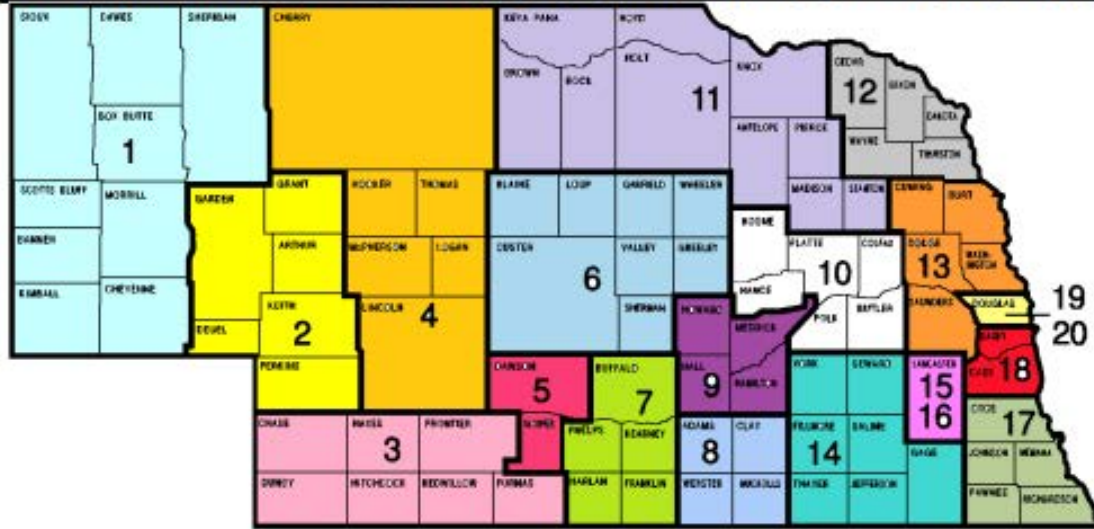 SIOUX DAWES SHERIDAN CHERRY KEYA PAHA BOYD
BROWN ROCK HOLT KNOX CEDAR DIXON
BOX BUTTE 11 12 DAKOTA
1 ANTELOPE PIERCE WAYNE THURSTON
SCOTTS BLUFF MORRILL GARDEN GRANT HOOKER THOMAS BLAINE LOUP GARFIELD WHEELER MADISON STANTON CUMING BURT
BANNER ARTHUR McPHERSON LOGAN CUSTER VALLEY GREELEY BOONE PLATTE COLFAX DODGE WASH-
INGTON
6 10 13
KIMBALL CHEYENNE KEITH LINCOLN SHERMAN NANCE SAUNDERS DOUGLAS 19
2 4 HOWARD MERRICK POLK BUTLER 20
DEUEL SARPY
PERKINS DAWSON BUFFALO HALL HAMILTON YORK SEWARD LANCASTER CASS 18
5 7 9 15
16
CHASE HAYES FRONTIER GOSPER PHELPS KEARNEY ADAMS CLAY FILLMORE SALINE OTOE 17
3 8 14 GAGE JOHNSON NEMAHA
DUNDY HITCHCOCK REDWILLOW FURNAS HARLAN FRANKLIN WEBSTER NUCKOLLS THAYER JEFFERSON PAWNEE RICHARDSON